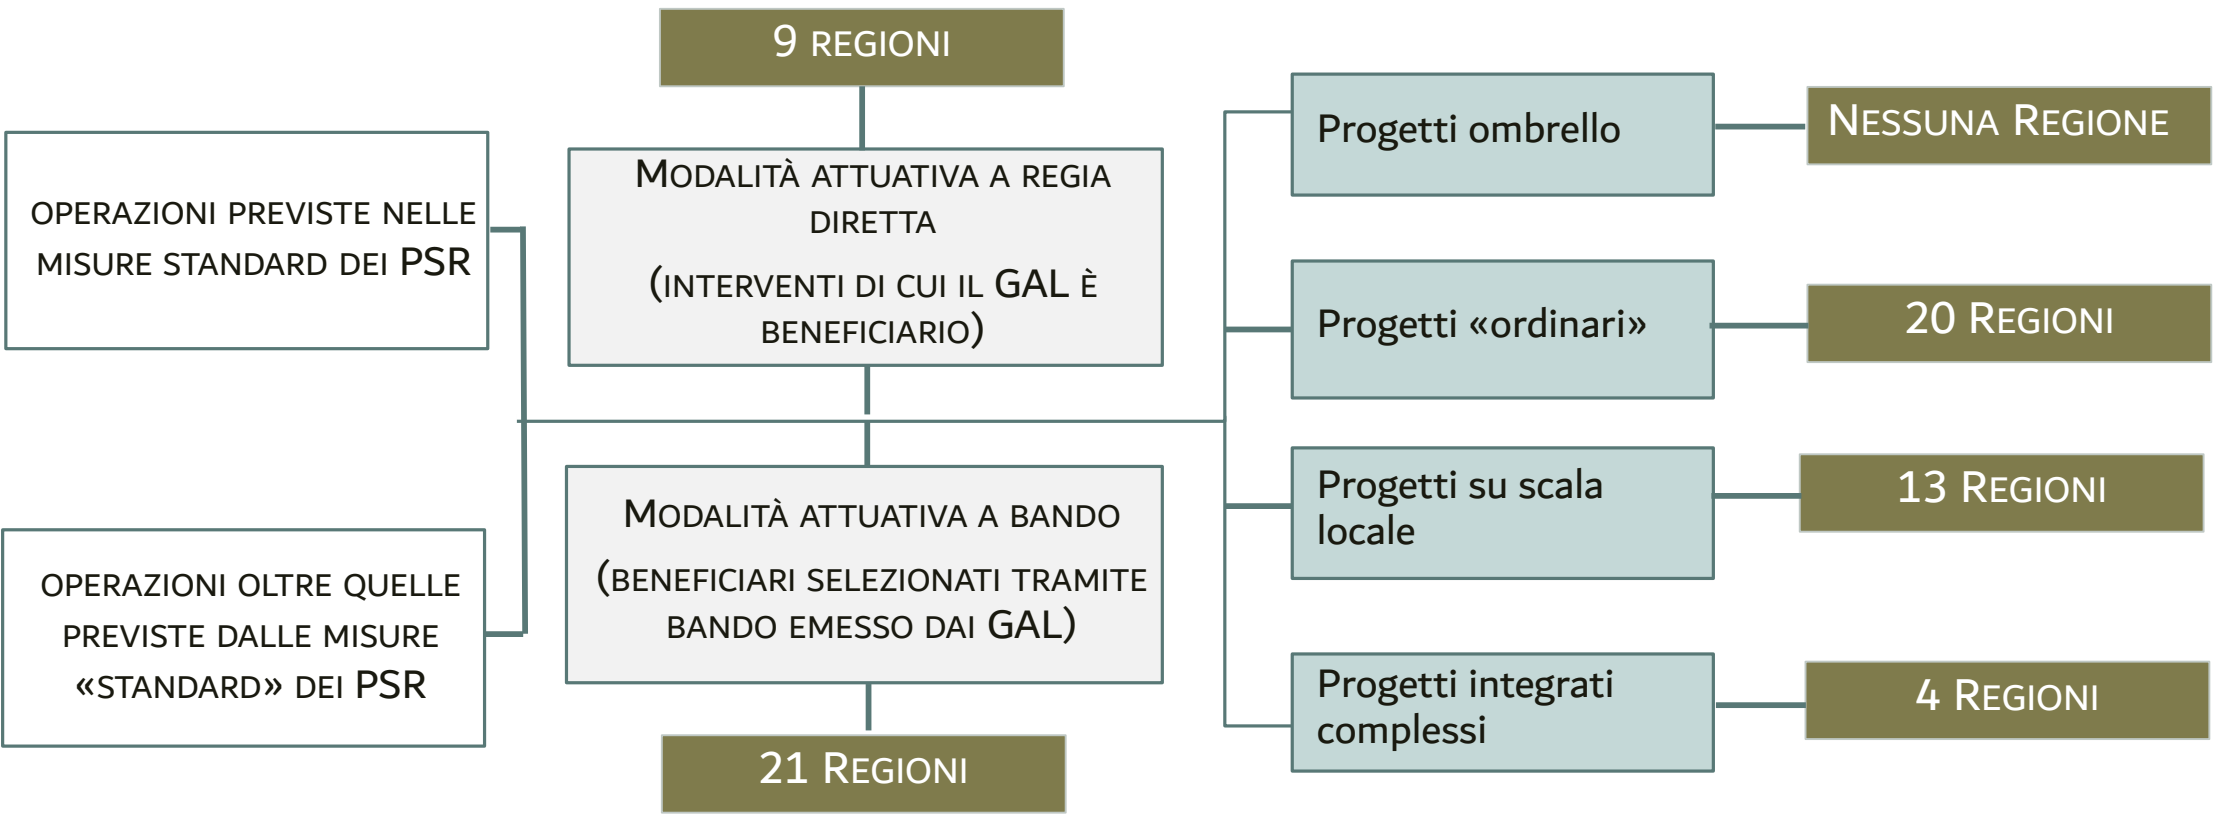 9 REGIONI
OPERAZIONI PREVISTE NELLE
MISURE STANDARD DEI PSR
OPERAZIONI OLTRE QUELLE
PREVISTE DALLE MISURE
«STANDARD» DEI PSR
MODALITÀ ATTUATIVA A REGIA
DIRETTA
(INTERVENTI DI CUI IL GAL È
BENEFICIARIO)
MODALITÀ ATTUATIVA A BANDO
(BENEFICIARI SELEZIONATI TRAMITE
BANDO EMESSO DAI GAL)
21 REGIONI
Progetti ombrello
NESSUNA REGIONE
Progetti «ordinari»
20 REGIONI
Progetti su scala
locale
13 REGIONI
Progetti integrati
complessi
4 REGIONI